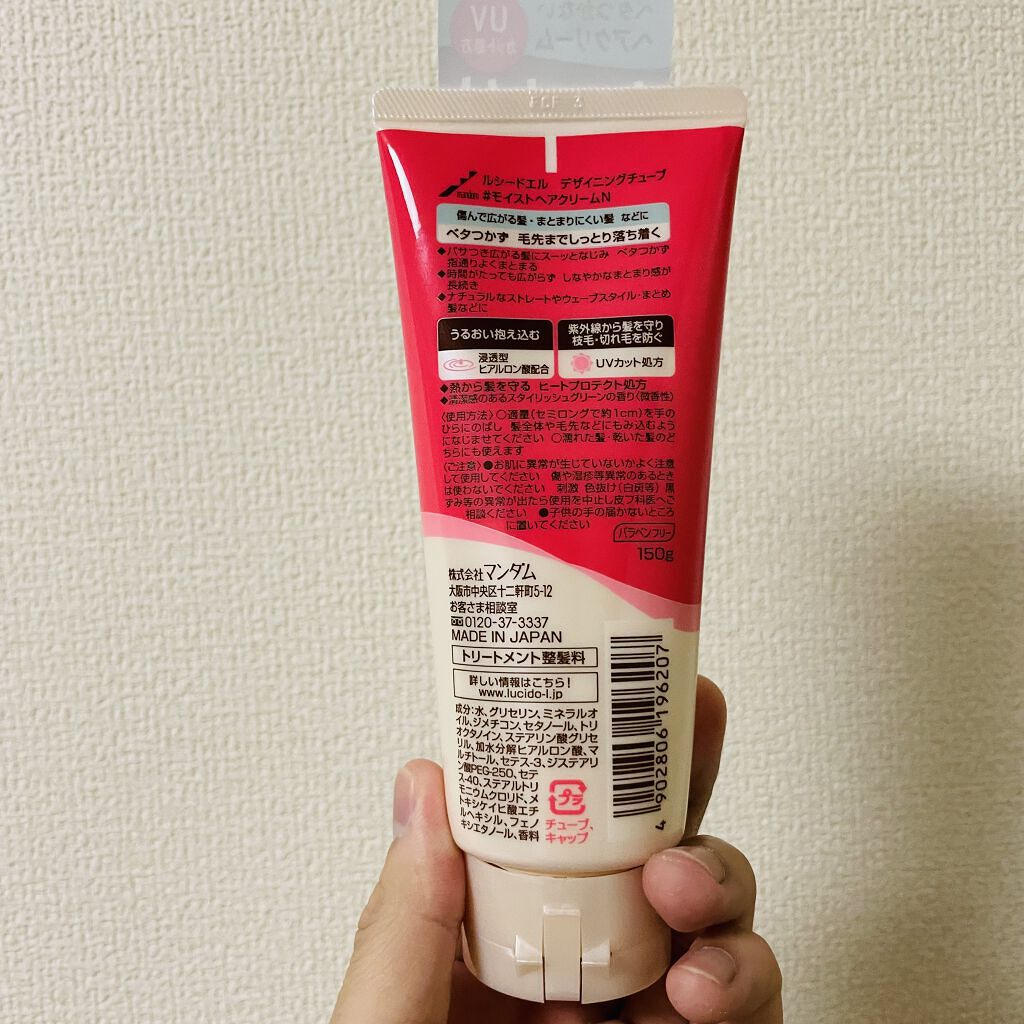 ベタつかない
ヘアクリーム
UV
カット処方
mandom
ルシードエル デザイニングチューブ
#モイストヘアクリームN
傷んで広がる髪・まとまりにくい髪 などに
ベタつかず 毛先までしっとり落ち着く
◆パサつき広がる髪にスーッとなじみ ベタつかず
指通りよくまとまる
◆時間がたっても広がらず しなやかなまとまり感が
長続き
◆ナチュラルなストレートやウェーブスタイル・まとめ
髪などに
うるおい抱え込む
浸透型
ヒアルロン酸配合
紫外線から髪を守り
枝毛・切れ毛を防ぐ
UVカット処方
◆熱から髪を守る ヒートプロテクト処方
◆清潔感のあるスタイリッシュグリーンの香り〈微香性〉
〈使用方法〉○適量(セミロングで約1cm)を手の
ひらにのばし 髪全体や毛先などにもみ込むよう
になじませてください ○濡れた髪・乾いた髪のど
ちらにも使えます
〈ご注意〉●お肌に異常が生じていないかよく注意
して使用してください 傷や湿疹等異常のあるとき
は使わないでください 刺激 色抜け(白斑等) 黒
ずみ等の異常が出たら使用を中止し皮フ科医へご
相談ください ●子供の手の届かないところ
に置いてください
パラベンフリー
150g
株式会社マンダム
大阪市中央区十二軒町5-12
お客さま相談室
0120-37-3337
MADE IN JAPAN
トリートメント整髪料
詳しい情報はこちら!
www.lucido-l.jp
成分:水、グリセリン、ミネラルオ
イル、ジメチコン、セタノール、トリ
オクタノイン、ステアリン酸グリセ
リル、加水分解ヒアルロン酸、マ
ルチトール、セテス-3、ジステアリ
ン酸PEG-250、セテ
ス-40、ステアルトリ
モニウムクロリド、メ
トキシケイヒ酸エチ
ルヘキシル、フェノ
キシエタノール、香料
プラ
チューブ、
キャップ
4 902806 196207